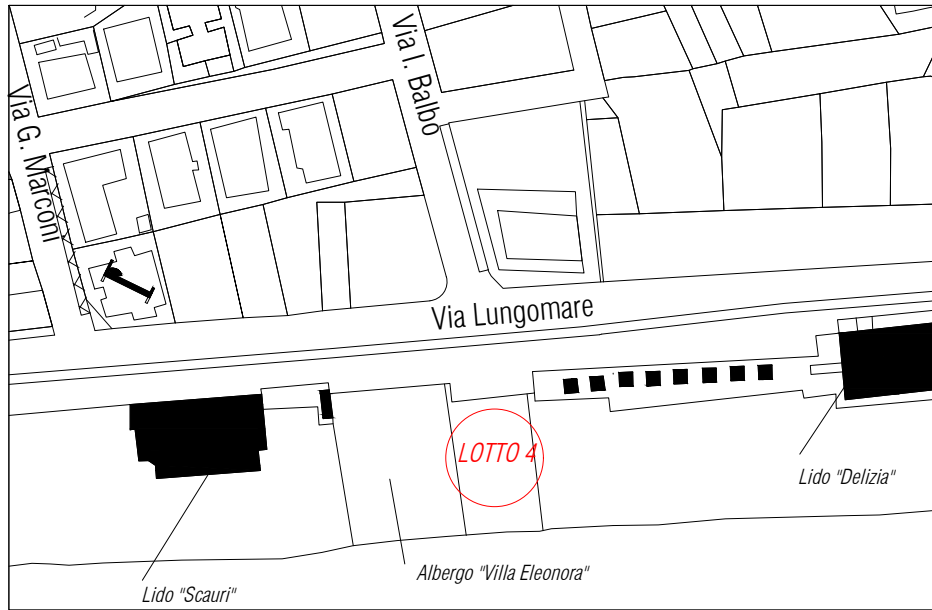 Via G. Marconi
Via I. Balbo
Via Lungomare
LOTTO 4
Lido "Delizia"
Albergo "Villa Eleonora"
Lido "Scauri"